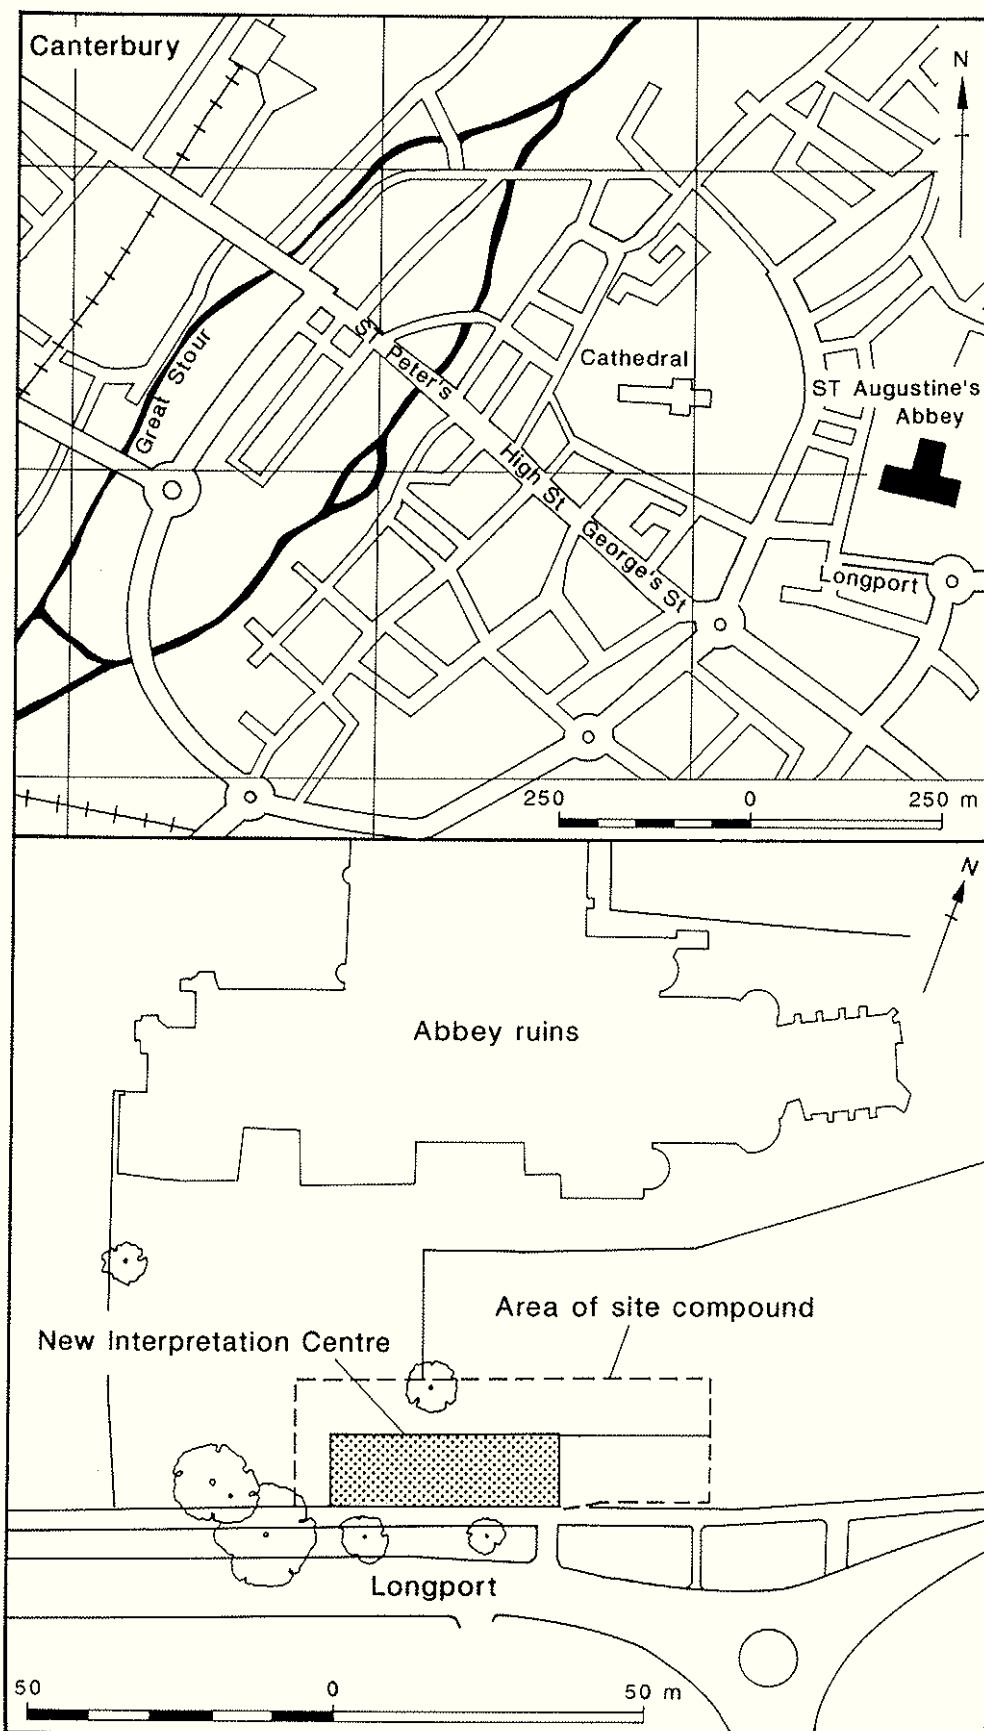 Canterbury
N
Great Stour
ST Peter's
High St
George's St
Cathedral
ST Augustine's
Abbey
Longport
250 0 250 m
N
Abbey ruins
Area of site compound
New Interpretation Centre
Longport
50 0 50 m